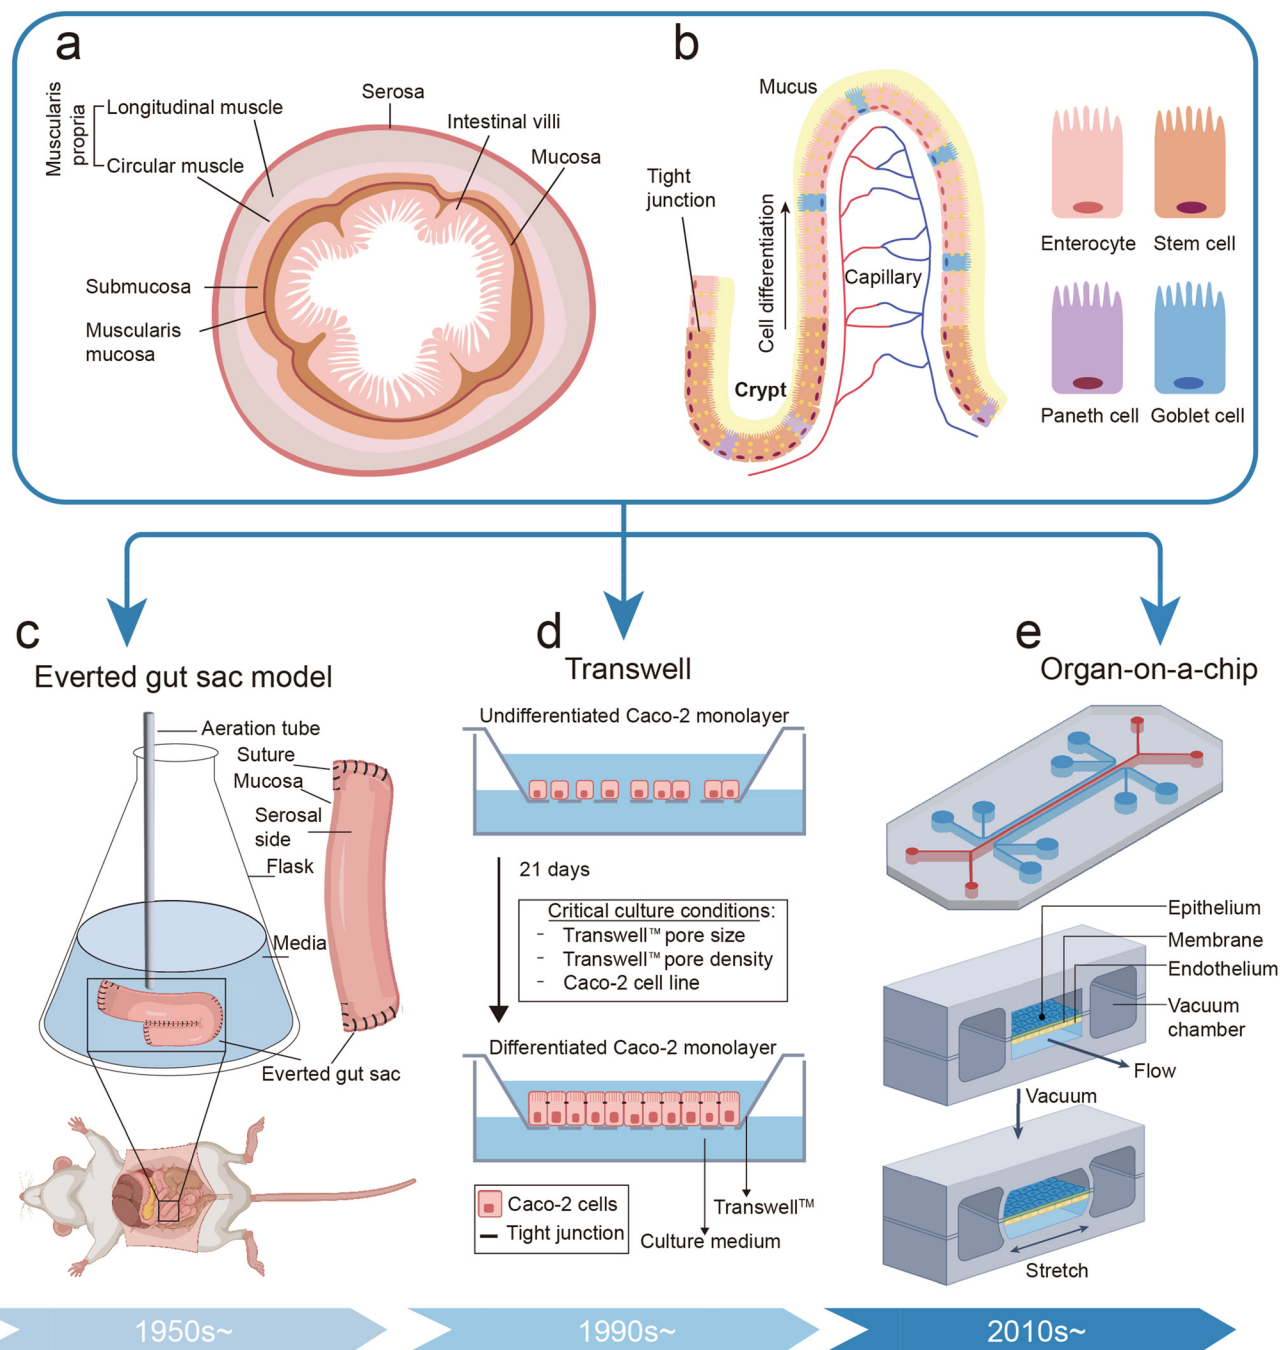 a
Muscularis
propria
Longitudinal muscle
Circular muscle
Serosa
Intestinal villi
Mucosa
Submucosa
Muscularis
mucosa
b
Mucus
Tight
junction
Cell differentiation
Capillary
Crypt
Enterocyte
Stem cell
Paneth cell
Goblet cell
c
Everted gut sac model
Aeration tube
Suture
Mucosa
Serosal
side
Flask
Media
Everted gut sac
d
Transwell
Undifferentiated Caco-2 monolayer
21 days
Critical culture conditions:
- Transwell™ pore size
- Transwell™ pore density
- Caco-2 cell line
Differentiated Caco-2 monolayer
Transwell™
Culture medium
Caco-2 cells
Tight junction
e
Organ-on-a-chip
Epithelium
Membrane
Endothelium
Vacuum
chamber
Flow
Vacuum
Stretch
1950s~
1990s~
2010s~